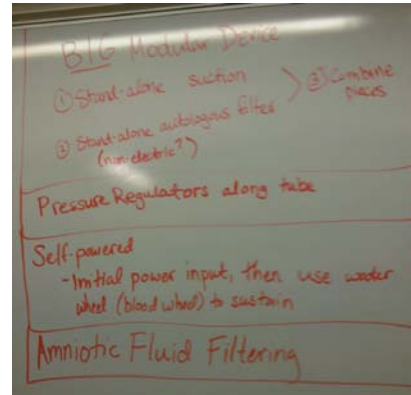 BIG Modular Device
① Stand-alone suction
③ Combine pieces
② Stand-alone autologous filter
(non-electric?)
Pressure Regulators along tube
Self-powered
- Initial power input, then use water
wheel (blood wheel) to sustain
Amniotic Fluid Filtering